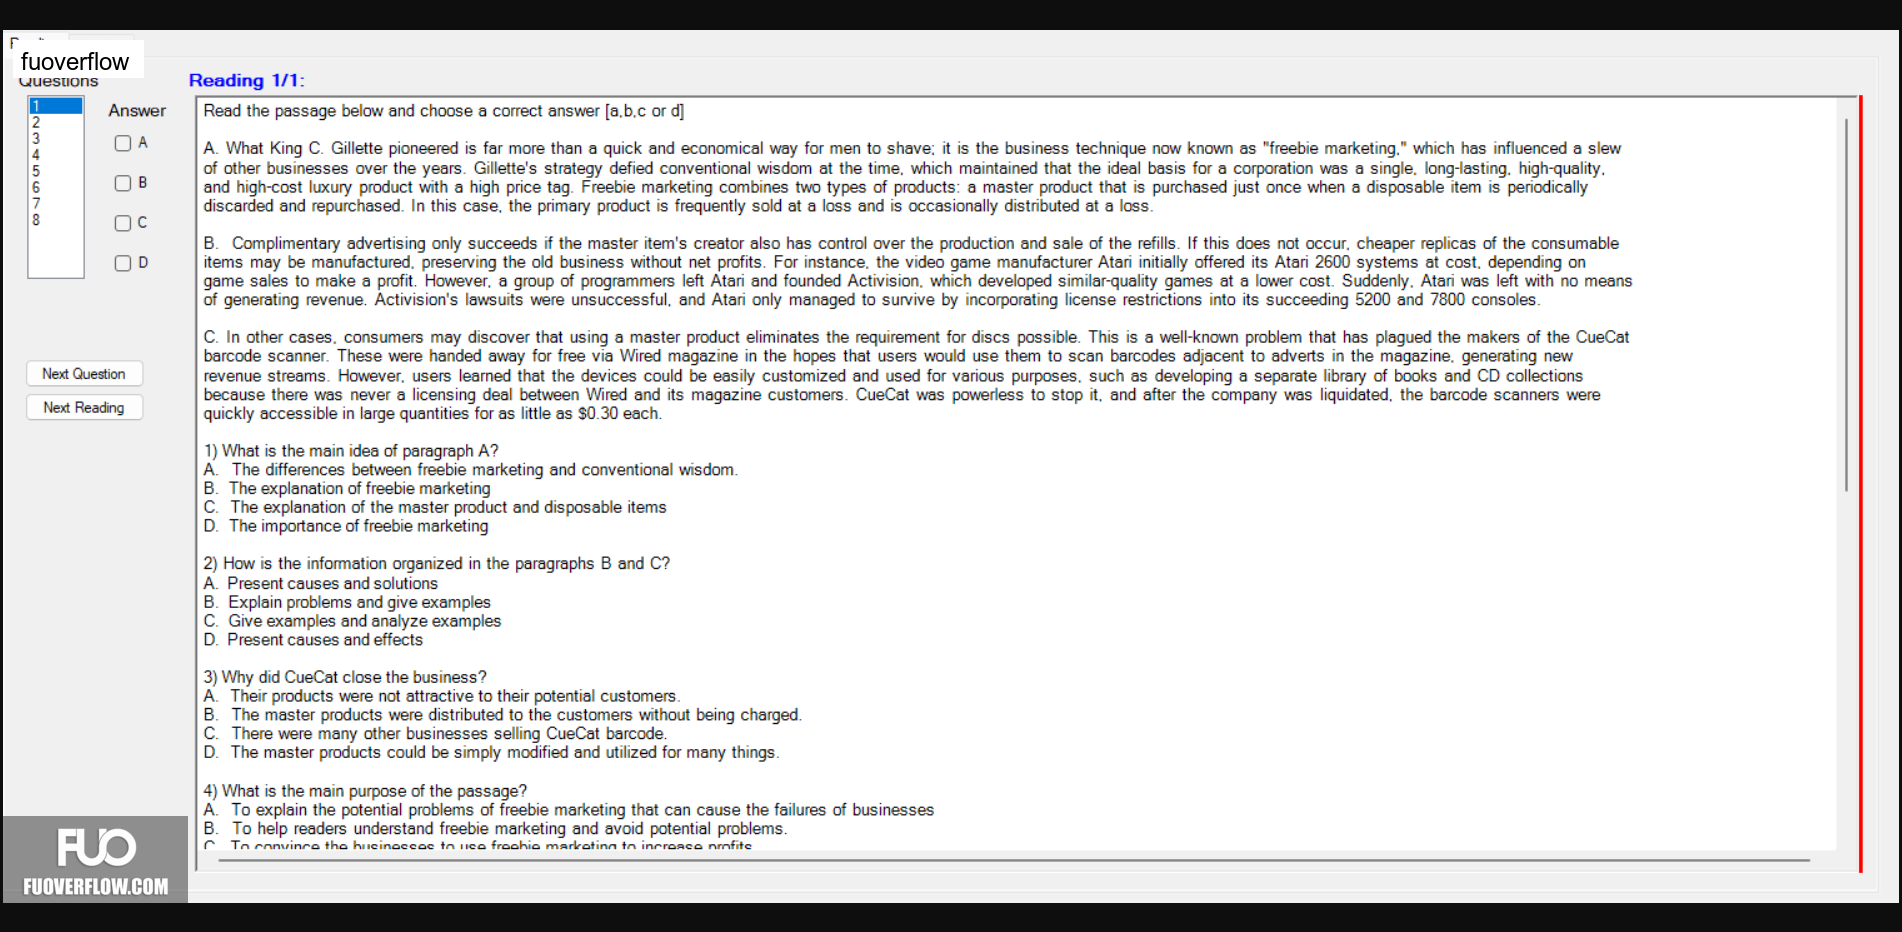 fuoverflow
Questions
1
2
3
4
5
6
7
8
Answer
A
B
C
D
Next Question
Next Reading
Reading 1/1:
Read the passage below and choose a correct answer [a,b,c or d]
A. What King C. Gillette pioneered is far more than a quick and economical way for men to shave; it is the business technique now known as "freebie marketing," which has influenced a slew
of other businesses over the years. Gillette's strategy defied conventional wisdom at the time, which maintained that the ideal basis for a corporation was a single, long-lasting, high-quality,
and high-cost luxury product with a high price tag. Freebie marketing combines two types of products: a master product that is purchased just once when a disposable item is periodically
discarded and repurchased. In this case, the primary product is frequently sold at a loss and is occasionally distributed at a loss.
B. Complimentary advertising only succeeds if the master item's creator also has control over the production and sale of the refills. If this does not occur, cheaper replicas of the consumable
items may be manufactured, preserving the old business without net profits. For instance, the video game manufacturer Atari initially offered its Atari 2600 systems at cost, depending on
game sales to make a profit. However, a group of programmers left Atari and founded Activision, which developed similar-quality games at a lower cost. Suddenly, Atari was left with no means
of generating revenue. Activision's lawsuits were unsuccessful, and Atari only managed to survive by incorporating license restrictions into its succeeding 5200 and 7800 consoles.
C. In other cases, consumers may discover that using a master product eliminates the requirement for discs possible. This is a well-known problem that has plagued the makers of the CueCat
barcode scanner. These were handed away for free via Wired magazine in the hopes that users would use them to scan barcodes adjacent to adverts in the magazine, generating new
revenue streams. However, users learned that the devices could be easily customized and used for various purposes, such as developing a separate library of books and CD collections
because there was never a licensing deal between Wired and its magazine customers. CueCat was powerless to stop it, and after the company was liquidated, the barcode scanners were
quickly accessible in large quantities for as little as $0.30 each.
1) What is the main idea of paragraph A?
A. The differences between freebie marketing and conventional wisdom.
B. The explanation of freebie marketing
C. The explanation of the master product and disposable items
D. The importance of freebie marketing
2) How is the information organized in the paragraphs B and C?
A. Present causes and solutions
B. Explain problems and give examples
C. Give examples and analyze examples
D. Present causes and effects
3) Why did CueCat close the business?
A. Their products were not attractive to their potential customers.
B. The master products were distributed to the customers without being charged.
C. There were many other businesses selling CueCat barcode.
D. The master products could be simply modified and utilized for many things.
4) What is the main purpose of the passage?
A. To explain the potential problems of freebie marketing that can cause the failures of businesses
B. To help readers understand freebie marketing and avoid potential problems.
C. To convince the businesses to use freebie marketing to increase profits
FUO
FUOVERFLOW.COM